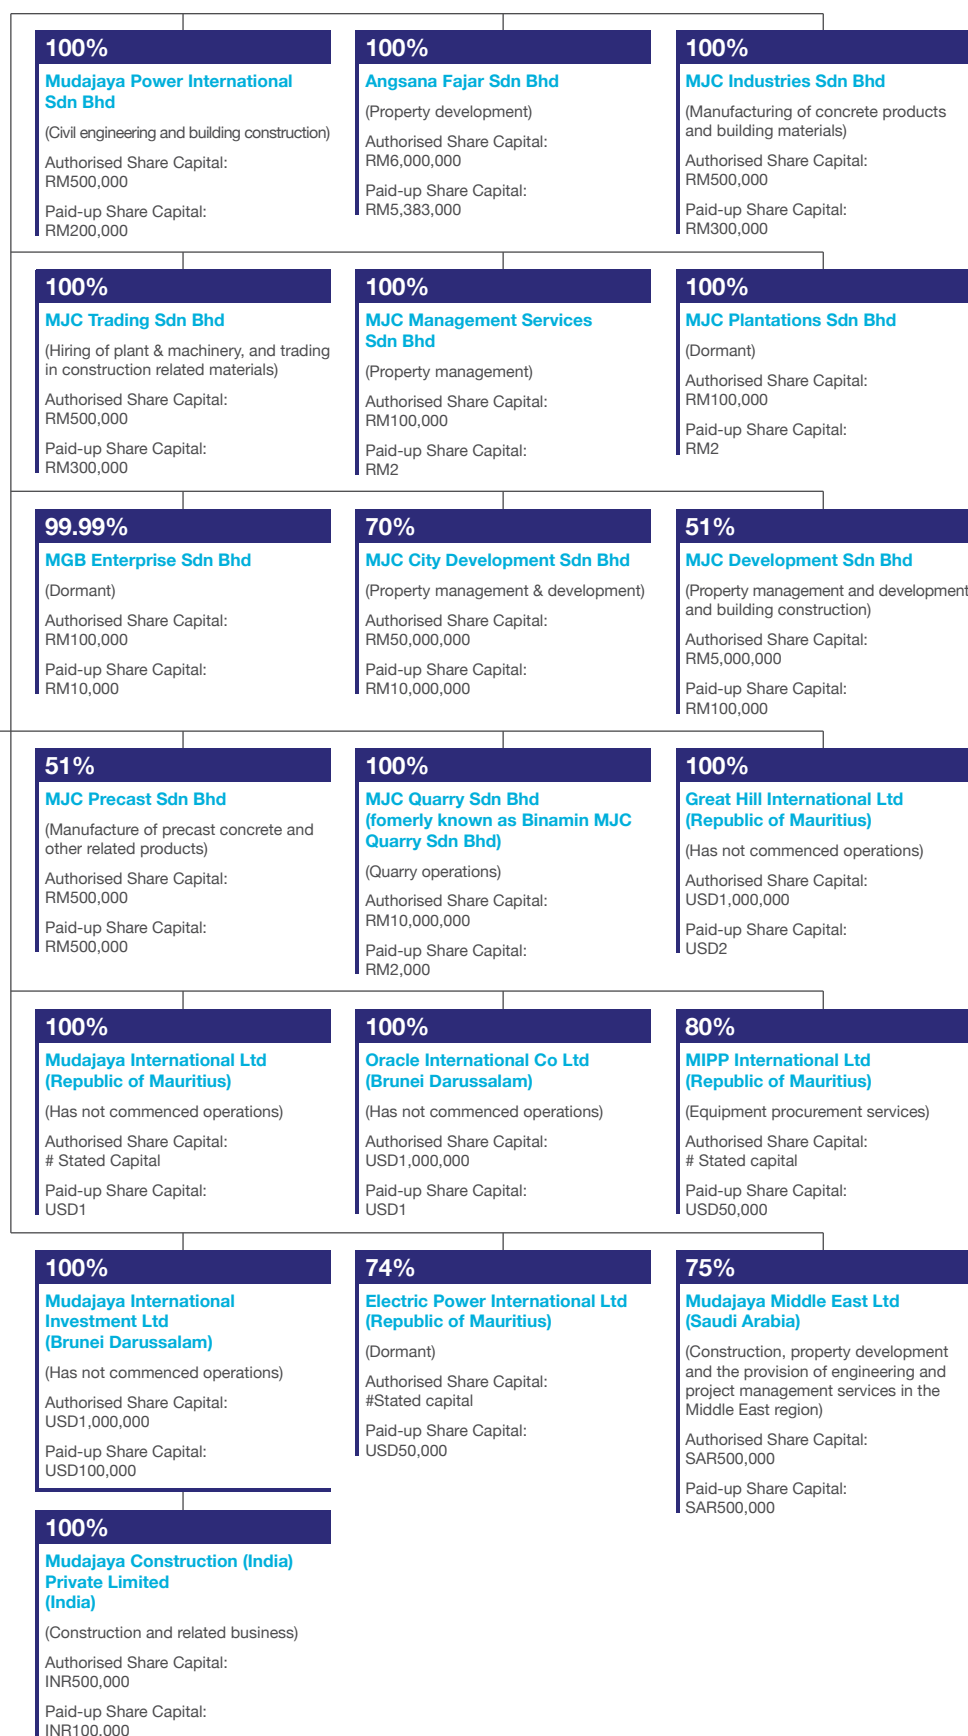 100%
Mudajaya Power International
Sdn Bhd
(Civil engineering and building construction)
Authorised Share Capital:
RM500,000
Paid-up Share Capital:
RM200,000
100%
Angsana Fajar Sdn Bhd
(Property development)
Authorised Share Capital:
RM6,000,000
Paid-up Share Capital:
RM5,383,000
100%
MJC Industries Sdn Bhd
(Manufacturing of concrete products
and building materials)
Authorised Share Capital:
RM500,000
Paid-up Share Capital:
RM300,000
100%
MJC Trading Sdn Bhd
(Hiring of plant & machinery, and trading
in construction related materials)
Authorised Share Capital:
RM500,000
Paid-up Share Capital:
RM300,000
100%
MJC Management Services
Sdn Bhd
(Property management)
Authorised Share Capital:
RM100,000
Paid-up Share Capital:
RM2
100%
MJC Plantations Sdn Bhd
(Dormant)
Authorised Share Capital:
RM100,000
Paid-up Share Capital:
RM2
99.99%
MGB Enterprise Sdn Bhd
(Dormant)
Authorised Share Capital:
RM100,000
Paid-up Share Capital:
RM10,000
70%
MJC City Development Sdn Bhd
(Property management & development)
Authorised Share Capital:
RM50,000,000
Paid-up Share Capital:
RM10,000,000
51%
MJC Development Sdn Bhd
(Property management and development
and building construction)
Authorised Share Capital:
RM5,000,000
Paid-up Share Capital:
RM100,000
51%
MJC Precast Sdn Bhd
(Manufacture of precast concrete and
other related products)
Authorised Share Capital:
RM500,000
Paid-up Share Capital:
RM500,000
100%
MJC Quarry Sdn Bhd
(fomerly known as Binamin MJC
Quarry Sdn Bhd)
(Quarry operations)
Authorised Share Capital:
RM10,000,000
Paid-up Share Capital:
RM2,000
100%
Great Hill International Ltd
(Republic of Mauritius)
(Has not commenced operations)
Authorised Share Capital:
USD1,000,000
Paid-up Share Capital:
USD2
100%
Mudajaya International Ltd
(Republic of Mauritius)
(Has not commenced operations)
Authorised Share Capital:
# Stated Capital
Paid-up Share Capital:
USD1
100%
Oracle International Co Ltd
(Brunei Darussalam)
(Has not commenced operations)
Authorised Share Capital:
USD1,000,000
Paid-up Share Capital:
USD1
80%
MIPP International Ltd
(Republic of Mauritius)
(Equipment procurement services)
Authorised Share Capital:
# Stated capital
Paid-up Share Capital:
USD50,000
100%
Mudajaya International
Investment Ltd
(Brunei Darussalam)
(Has not commenced operations)
Authorised Share Capital:
USD1,000,000
Paid-up Share Capital:
USD100,000
74%
Electric Power International Ltd
(Republic of Mauritius)
(Dormant)
Authorised Share Capital:
#Stated capital
Paid-up Share Capital:
USD50,000
75%
Mudajaya Middle East Ltd
(Saudi Arabia)
(Construction, property development
and the provision of engineering and
project management services in the
Middle East region)
Authorised Share Capital:
SAR500,000
Paid-up Share Capital:
SAR500,000
100%
Mudajaya Construction (India)
Private Limited
(India)
(Construction and related business)
Authorised Share Capital:
INR500,000
Paid-up Share Capital:
INR100,000